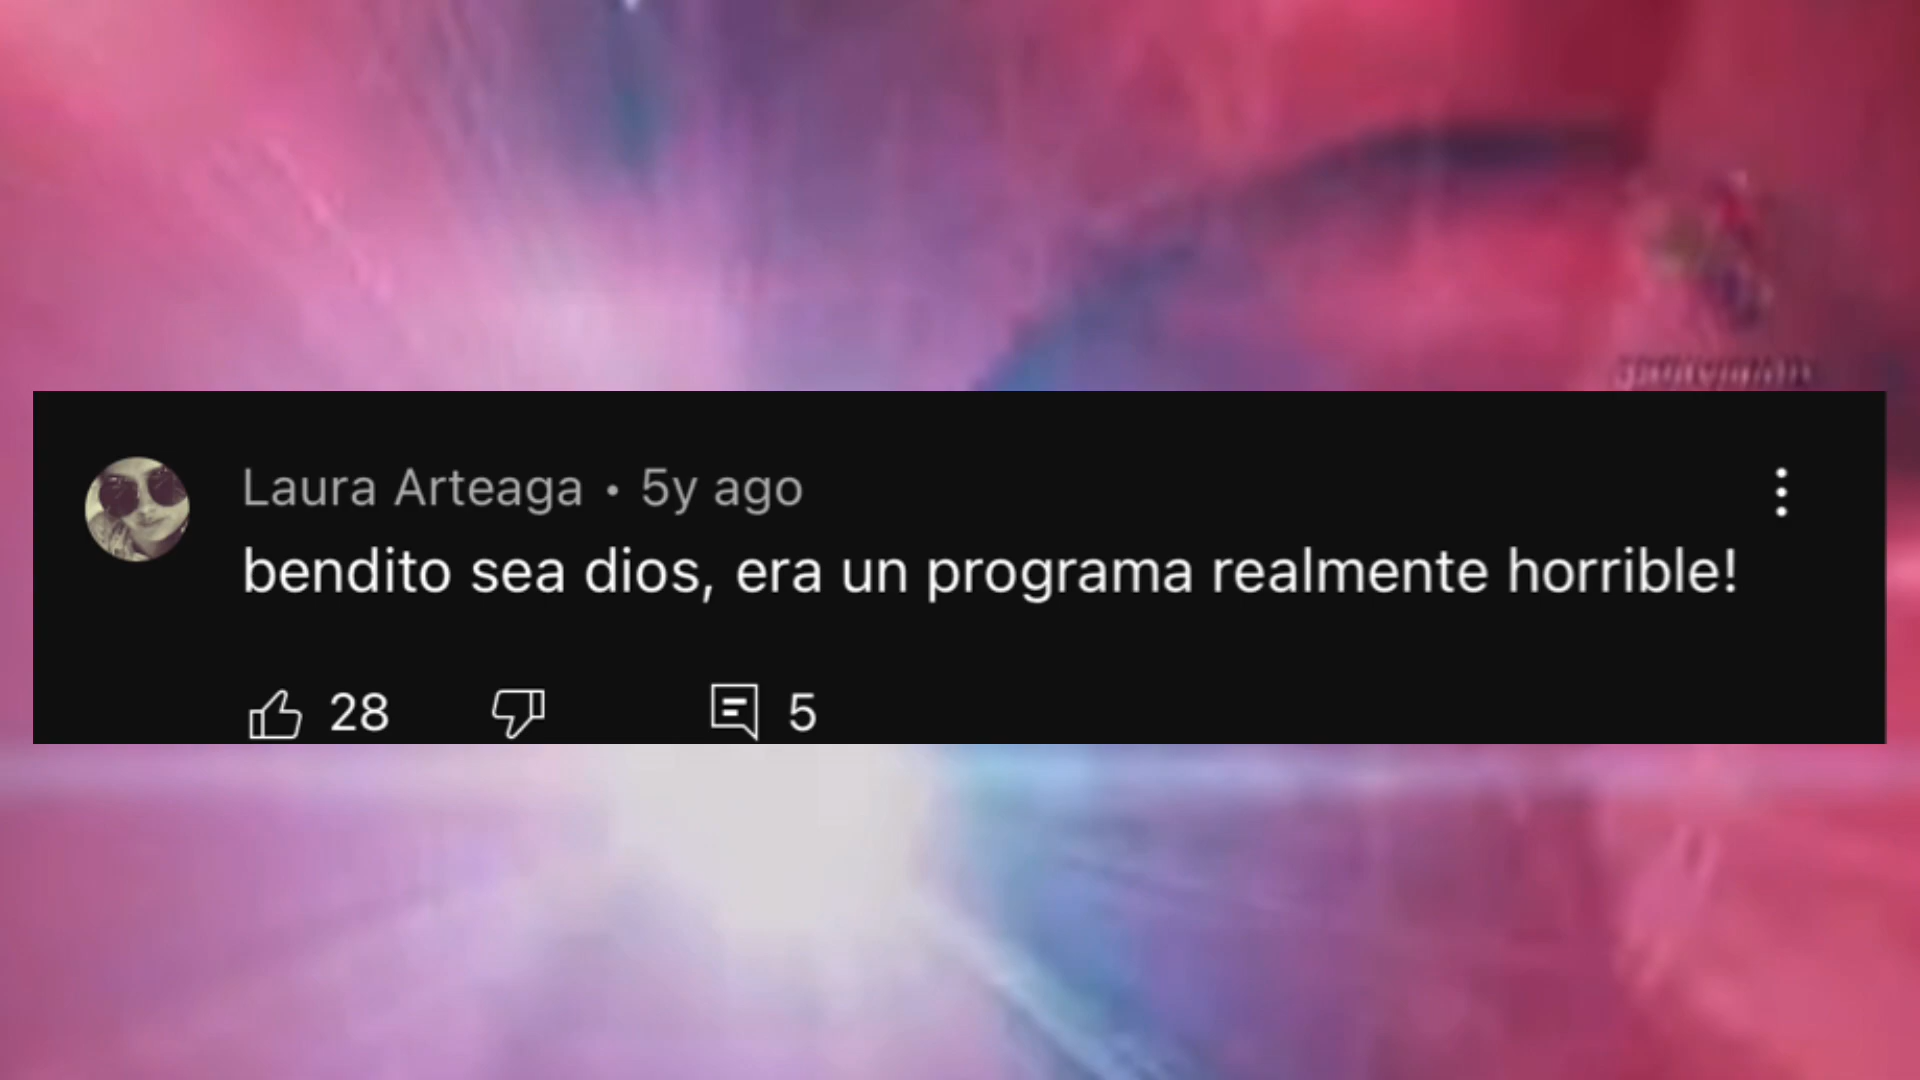 Laura Arteaga • 5y ago
bendito sea dios, era un programa realmente horrible!
28
5